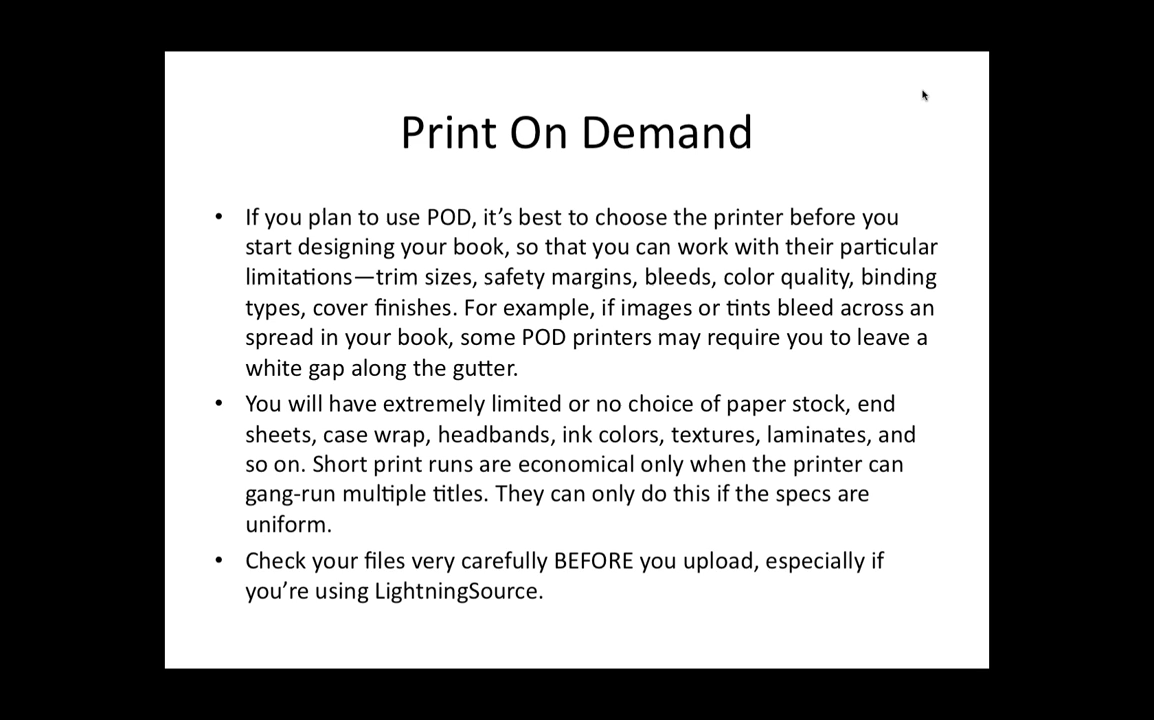 Print On Demand
• If you plan to use POD, it’s best to choose the printer before you
start designing your book, so that you can work with their particular
limitations—trim sizes, safety margins, bleeds, color quality, binding
types, cover finishes. For example, if images or tints bleed across an
spread in your book, some POD printers may require you to leave a
white gap along the gutter.
• You will have extremely limited or no choice of paper stock, end
sheets, case wrap, headbands, ink colors, textures, laminates, and
so on. Short print runs are economical only when the printer can
gang-run multiple titles. They can only do this if the specs are
uniform.
• Check your files very carefully BEFORE you upload, especially if
you’re using LightningSource.